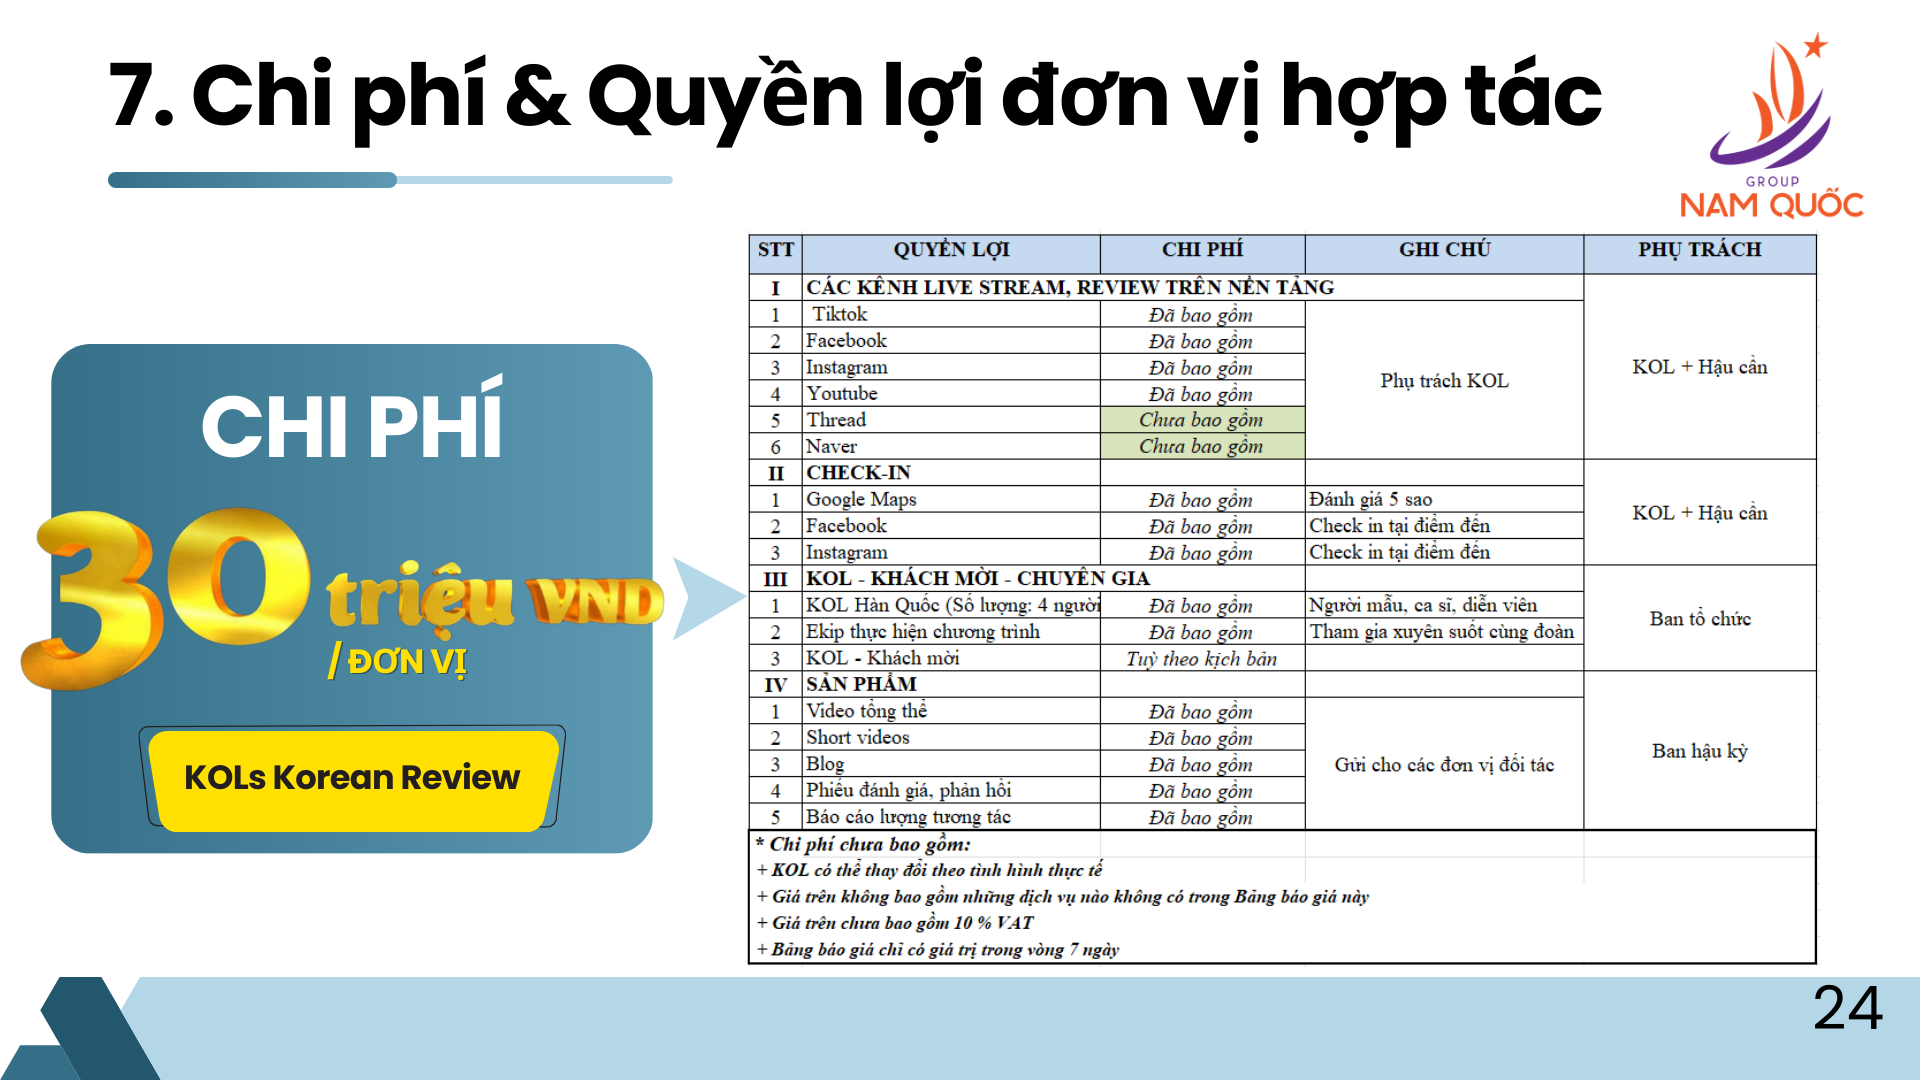 7. Chi phí & Quyền lợi đơn vị hợp tác
GROUP
NAM QUỐC
CHI PHÍ
30 triệu VND
/ ĐƠN VỊ
KOLs Korean Review
STT QUYỀN LỢI CHI PHÍ GHI CHÚ PHỤ TRÁCH
I CÁC KÊNH LIVE STREAM, REVIEW TRÊN NỀN TẢNG
1 Tiktok Đã bao gồm
2 Facebook Đã bao gồm
3 Instagram Đã bao gồm
KOL + Hậu cần
Phụ trách KOL
4 Youtube Đã bao gồm
5 Thread Chưa bao gồm
6 Naver Chưa bao gồm
II CHECK-IN
1 Google Maps Đã bao gồm Đánh giá 5 sao
KOL + Hậu cần
2 Facebook Đã bao gồm Check in tại điểm đến
3 Instagram Đã bao gồm Check in tại điểm đến
III KOL - KHÁCH MỜI - CHUYÊN GIA
1 KOL Hàn Quốc (Số lượng: 4 người Đã bao gồm Người mẫu, ca sĩ, diễn viên
Ban tổ chức
2 Ekip thực hiện chương trình Đã bao gồm Tham gia xuyên suốt cùng đoàn
3 KOL - Khách mời Tuỳ theo kịch bản
IV SẢN PHẨM
1 Video tổng thể Đã bao gồm
2 Short videos Đã bao gồm
Ban hậu kỳ
3 Blog Đã bao gồm Gửi cho các đơn vị đối tác
4 Phiếu đánh giá, phản hồi Đã bao gồm
5 Báo cáo lượng tương tác Đã bao gồm
* Chi phí chưa bao gồm:
+ KOL có thể thay đổi theo tình hình thực tế
+ Giá trên không bao gồm những dịch vụ nào không có trong Bảng báo giá này
+ Giá trên chưa bao gồm 10 % VAT
+ Bảng báo giá chỉ có giá trị trong vòng 7 ngày
24